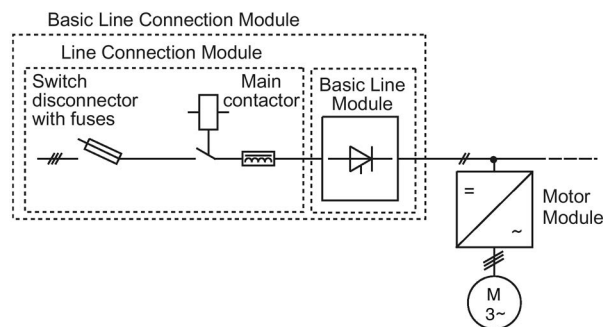 Basic Line Connection Module
Line Connection Module
Switch
disconnector
with fuses
Main
contactor
Basic Line
Module
=
~
Motor
Module
M
3~